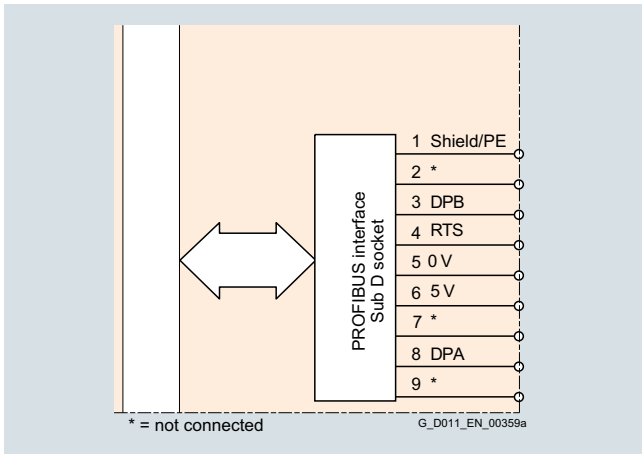 1 Shield/PE
2 *
3 DPB
4 RTS
5 0 V
6 5 V
7 *
8 DPA
9 *
PROFIBUS interface
Sub D socket
* = not connected
G_D011_EN_00359a